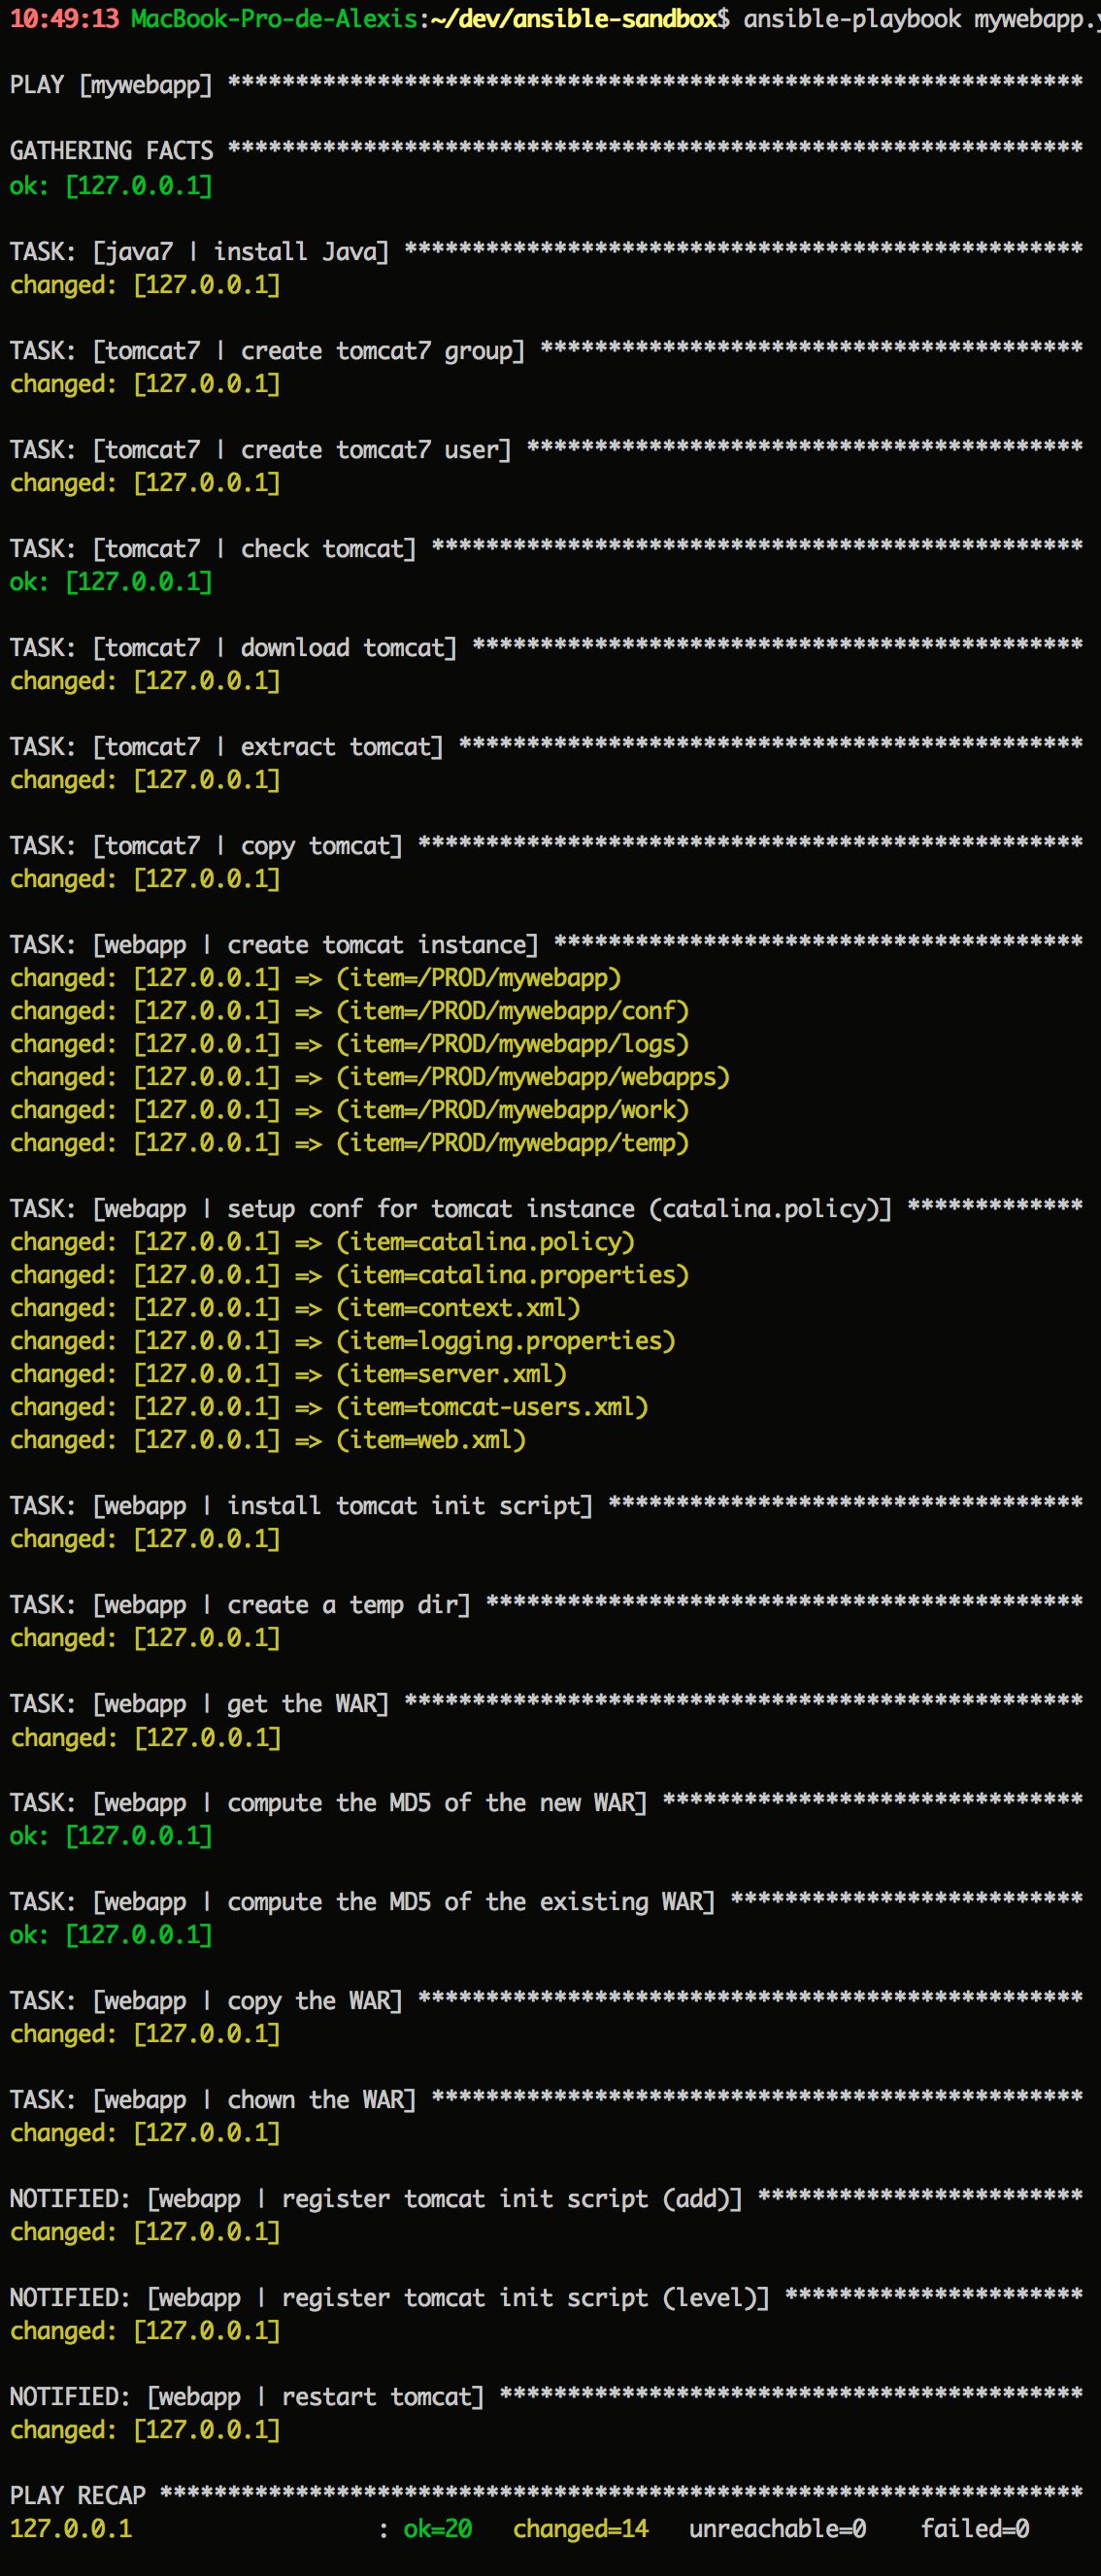 10:49:13 MacBook-Pro-de-Alexis:~/dev/ansible-sandbox$ ansible-playbook mywebapp.y
PLAY [mywebapp] ***************************************************************
GATHERING FACTS ***************************************************************
ok: [127.0.0.1]
TASK: [java7 | install Java] **************************************************
changed: [127.0.0.1]
TASK: [tomcat7 | create tomcat7 group] ****************************************
changed: [127.0.0.1]
TASK: [tomcat7 | create tomcat7 user] *****************************************
changed: [127.0.0.1]
TASK: [tomcat7 | check tomcat] ************************************************
ok: [127.0.0.1]
TASK: [tomcat7 | download tomcat] *********************************************
changed: [127.0.0.1]
TASK: [tomcat7 | extract tomcat] **********************************************
changed: [127.0.0.1]
TASK: [tomcat7 | copy tomcat] *************************************************
changed: [127.0.0.1]
TASK: [webapp | create tomcat instance] ***************************************
changed: [127.0.0.1] => (item=/PROD/mywebapp)
changed: [127.0.0.1] => (item=/PROD/mywebapp/conf)
changed: [127.0.0.1] => (item=/PROD/mywebapp/logs)
changed: [127.0.0.1] => (item=/PROD/mywebapp/webapps)
changed: [127.0.0.1] => (item=/PROD/mywebapp/work)
changed: [127.0.0.1] => (item=/PROD/mywebapp/temp)
TASK: [webapp | setup conf for tomcat instance (catalina.policy)] *************
changed: [127.0.0.1] => (item=catalina.policy)
changed: [127.0.0.1] => (item=catalina.properties)
changed: [127.0.0.1] => (item=context.xml)
changed: [127.0.0.1] => (item=logging.properties)
changed: [127.0.0.1] => (item=server.xml)
changed: [127.0.0.1] => (item=tomcat-users.xml)
changed: [127.0.0.1] => (item=web.xml)
TASK: [webapp | install tomcat init script] ***********************************
changed: [127.0.0.1]
TASK: [webapp | create a temp dir] ********************************************
changed: [127.0.0.1]
TASK: [webapp | get the WAR] **************************************************
changed: [127.0.0.1]
TASK: [webapp | compute the MD5 of the new WAR] *******************************
ok: [127.0.0.1]
TASK: [webapp | compute the MD5 of the existing WAR] **************************
ok: [127.0.0.1]
TASK: [webapp | copy the WAR] *************************************************
changed: [127.0.0.1]
TASK: [webapp | chown the WAR] ************************************************
changed: [127.0.0.1]
NOTIFIED: [webapp | register tomcat init script (add)] ************************
changed: [127.0.0.1]
NOTIFIED: [webapp | register tomcat init script (level)] **********************
changed: [127.0.0.1]
NOTIFIED: [webapp | restart tomcat] *******************************************
changed: [127.0.0.1]
PLAY RECAP ********************************************************************
127.0.0.1                  : ok=20   changed=14   unreachable=0    failed=0